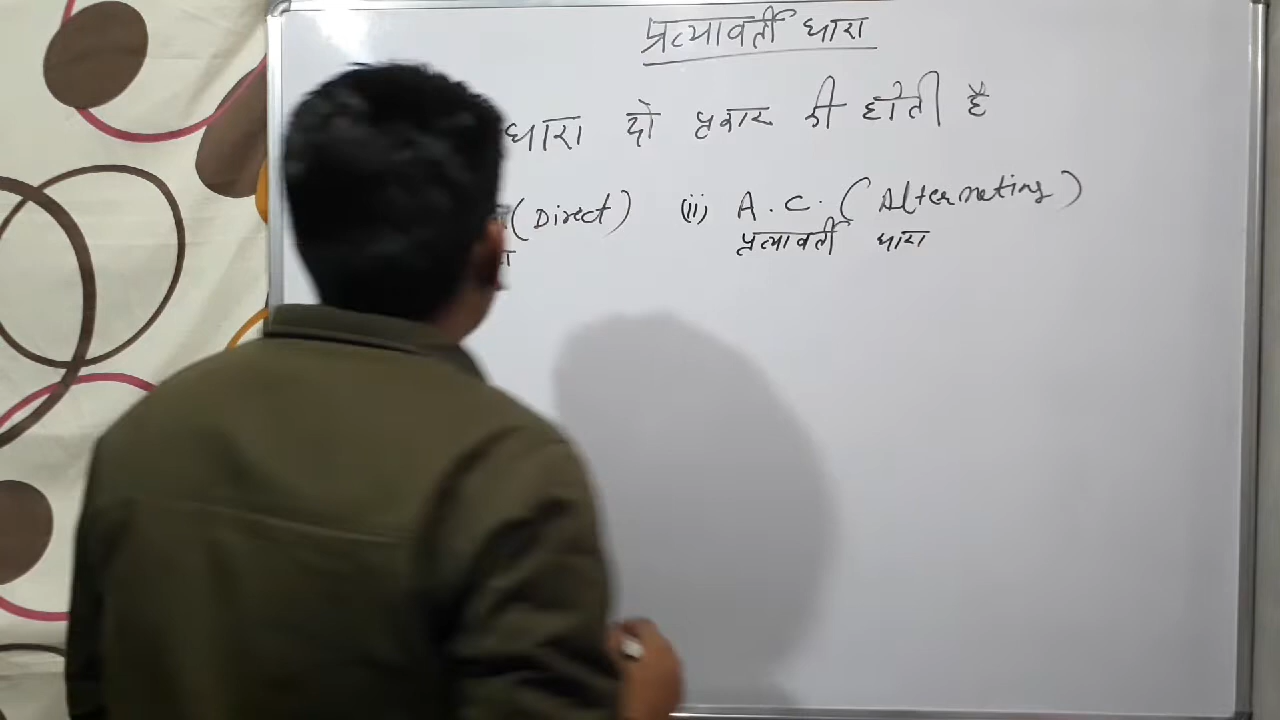 प्रत्यावर्ती धारा
धारा दो प्रकार की होती है
(Direct) (ii) A.C. (Alternating)
प्रत्यावर्ती धारा